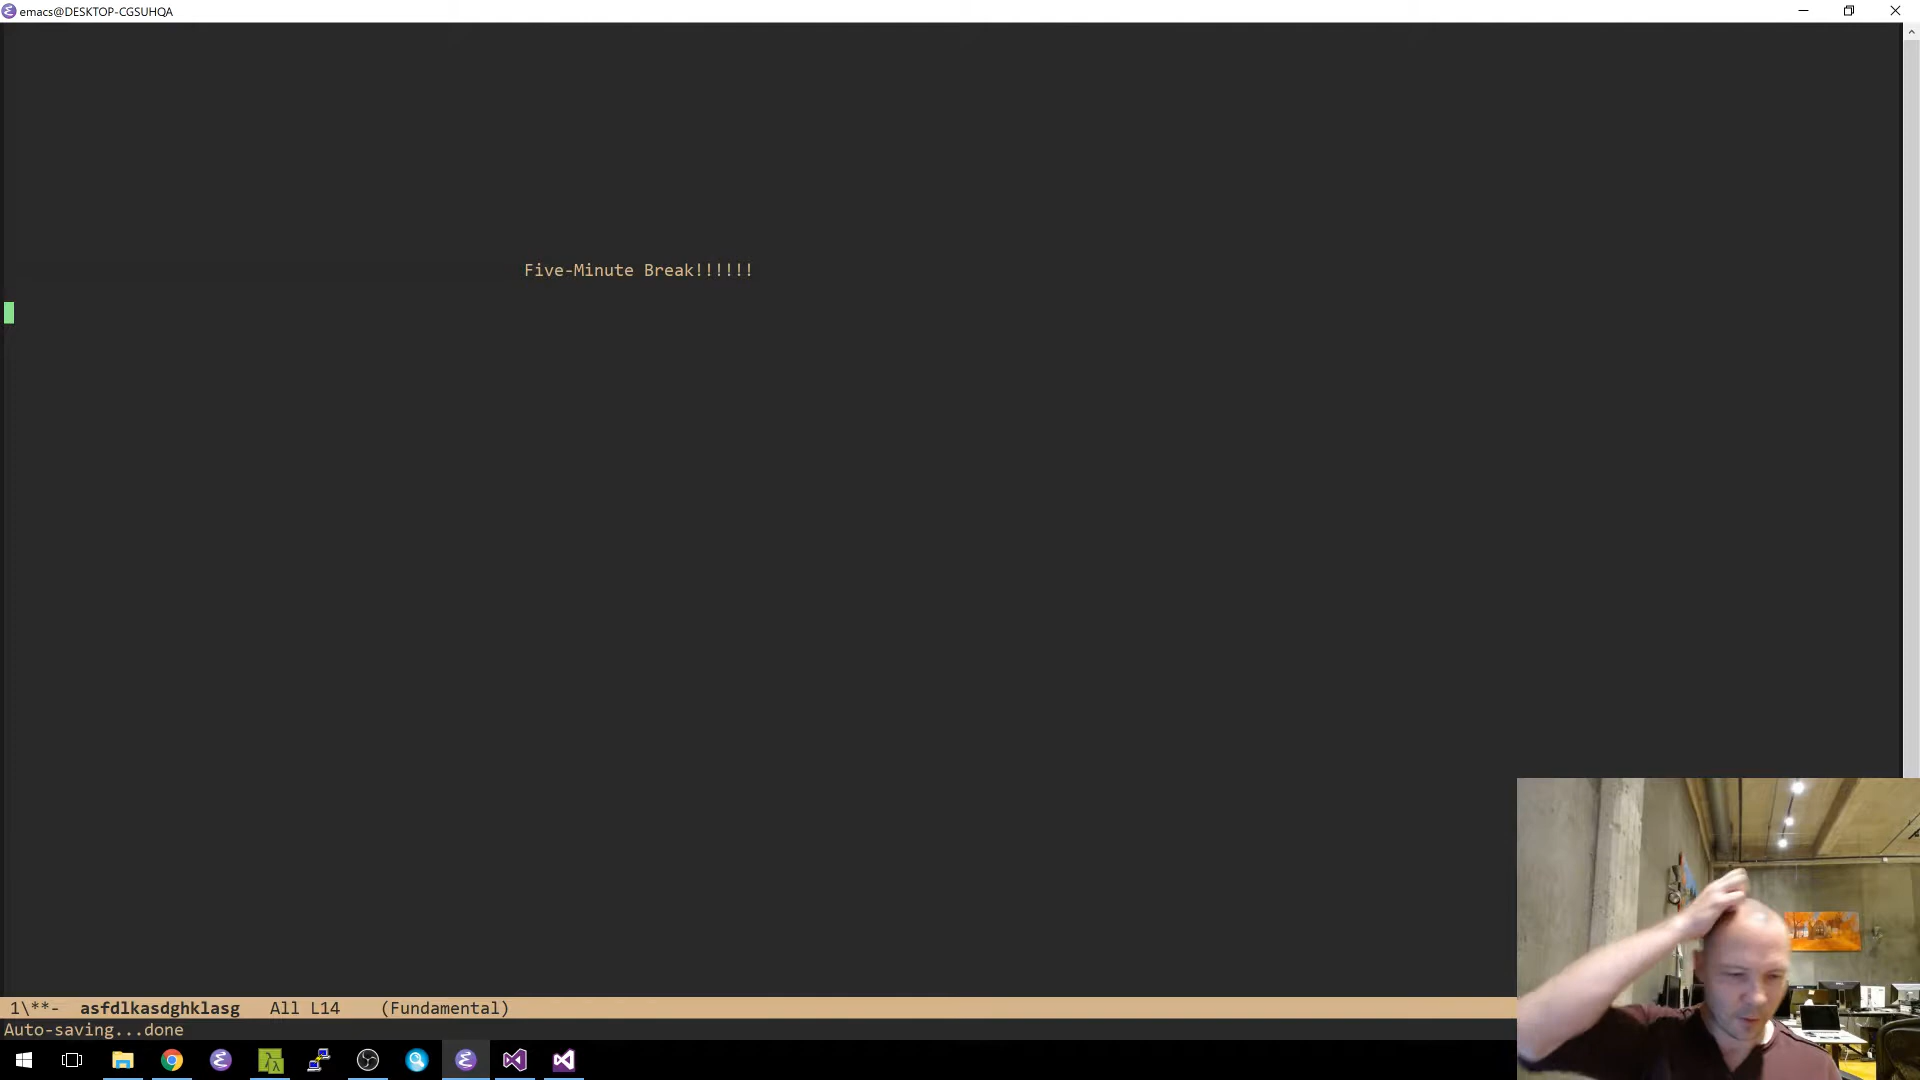 emacs@DESKTOP-CGSUHQA
Five-Minute Break!!!!!!
1\**-  asfdlkasdghklasg   All L14    (Fundamental)
Auto-saving...done